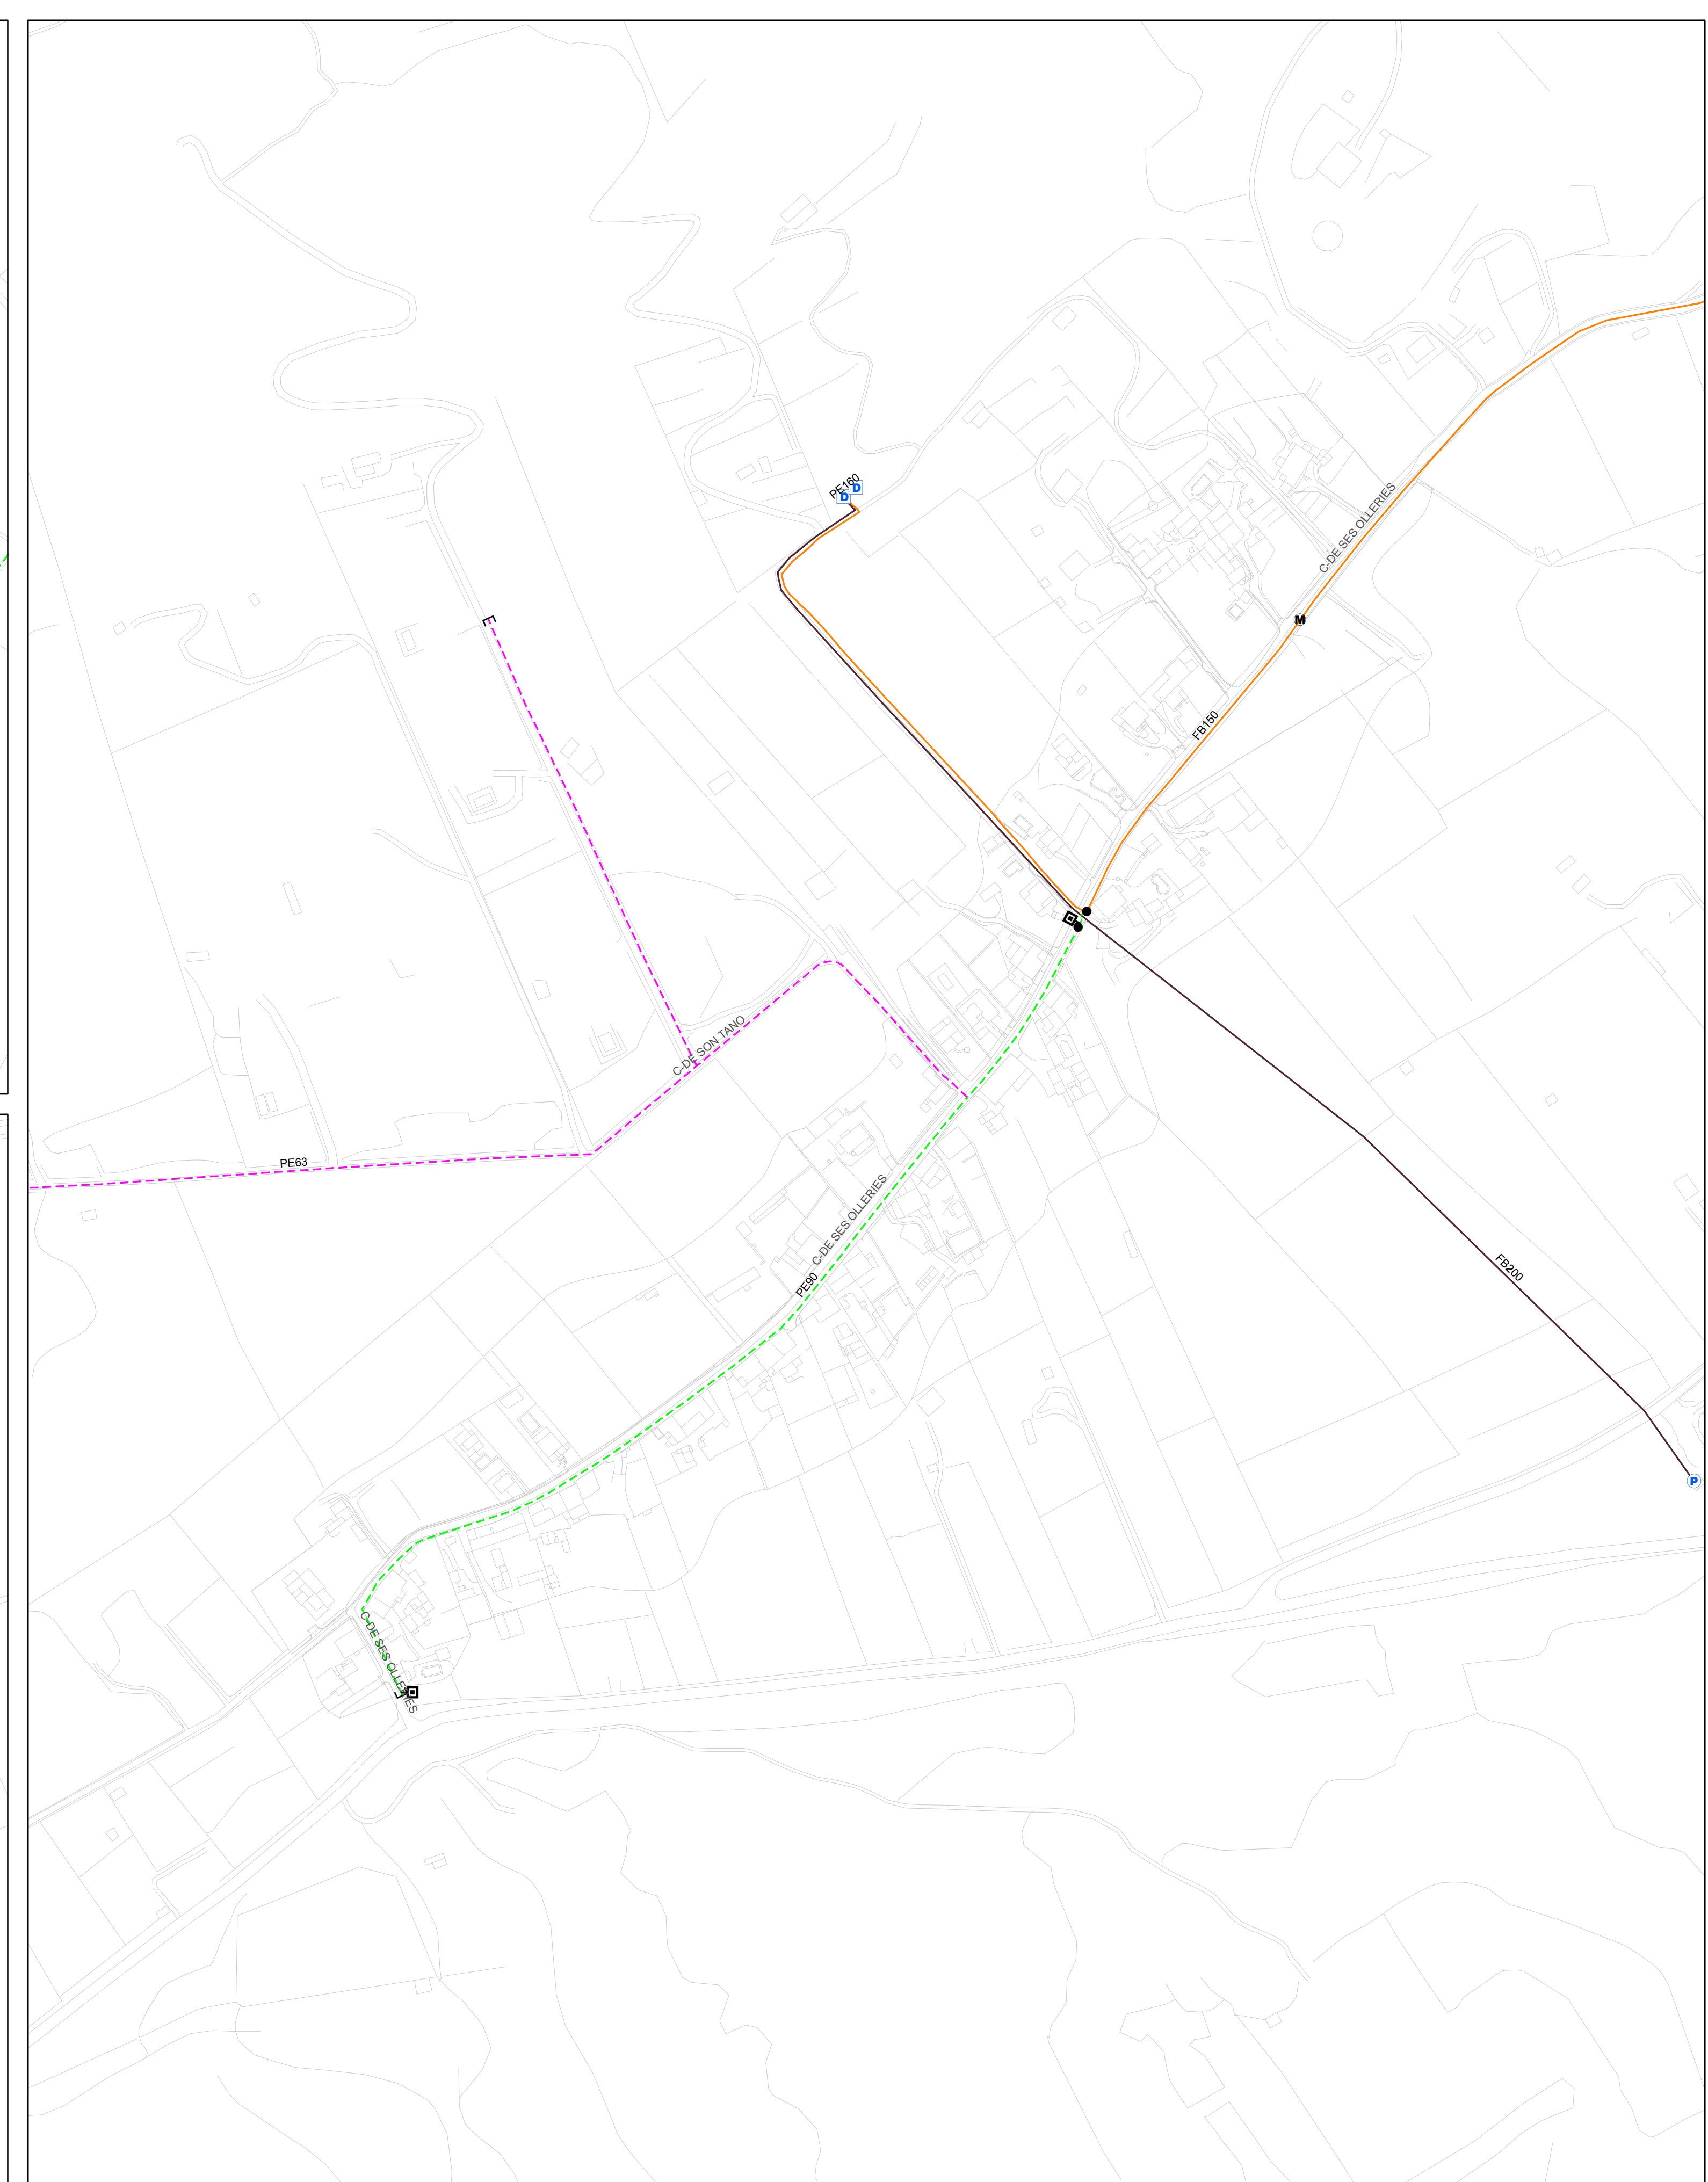 PE160
D
D
C-DE SES OLLERIES
M
FB150
C-DE SON TANO
PE63
C-DE SES OLLERIES
FB200
PE90
P
C-DE SES OLLERIES